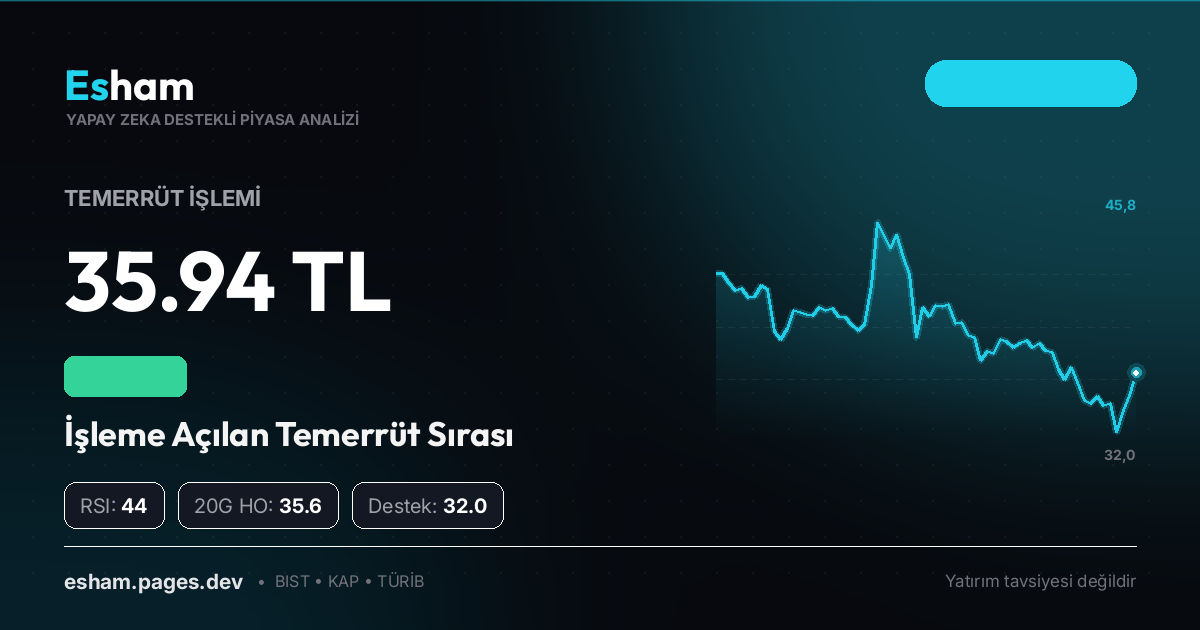 Esham
YAPAY ZEKA DESTEKLİ PİYASA ANALİZİ
TEMERRÜT İŞLEMİ
35.94 TL
İşleme Açılan Temerrüt Sırası
RSI: 44
20G HO: 35.6
Destek: 32.0
45,8
32,0
esham.pages.dev • BIST • KAP • TÜRİB
Yatırım tavsiyesi değildir